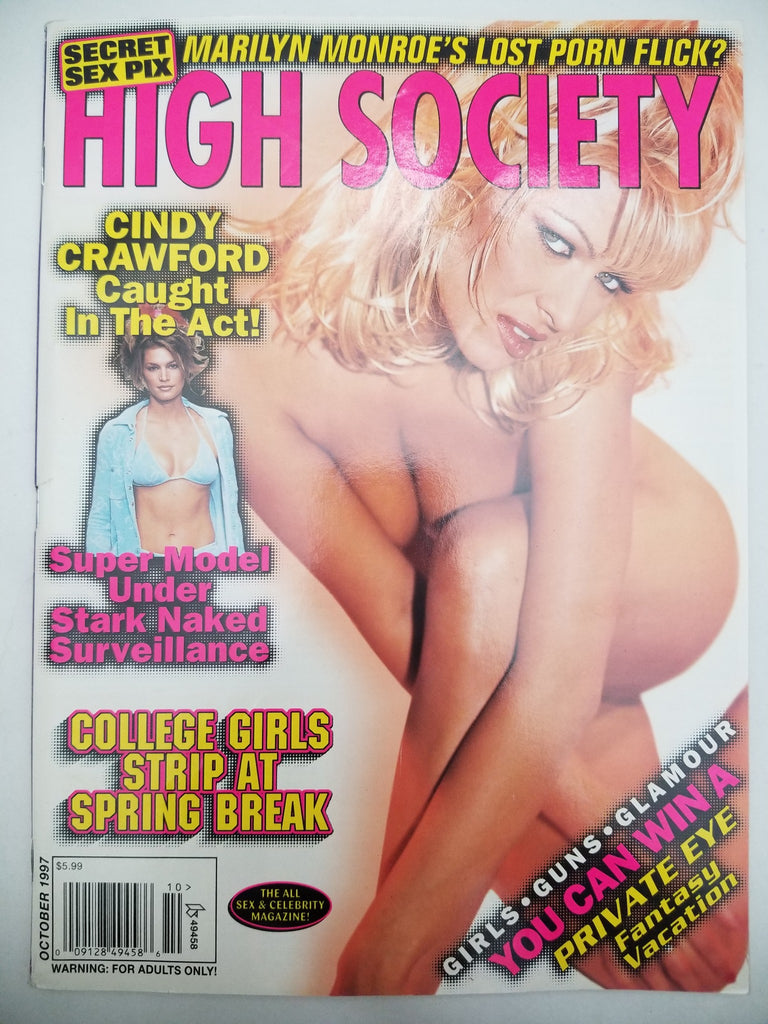 SECRET
SEX PIX
MARILYN MONROE'S LOST PORN FLICK?
HIGH SOCIETY
CINDY
CRAWFORD
Caught
In The Act!
Super Model
Under
Stark Naked
Surveillance
COLLEGE GIRLS
STRIP AT
SPRING BREAK
OCTOBER 1997
$5.99
10>
49458
0 09128 49458 6
WARNING: FOR ADULTS ONLY!
THE ALL
SEX & CELEBRITY
MAGAZINE!
GIRLS • GUNS • GLAMOUR
YOU CAN WIN A
PRIVATE EYE
Fantasy
Vacation